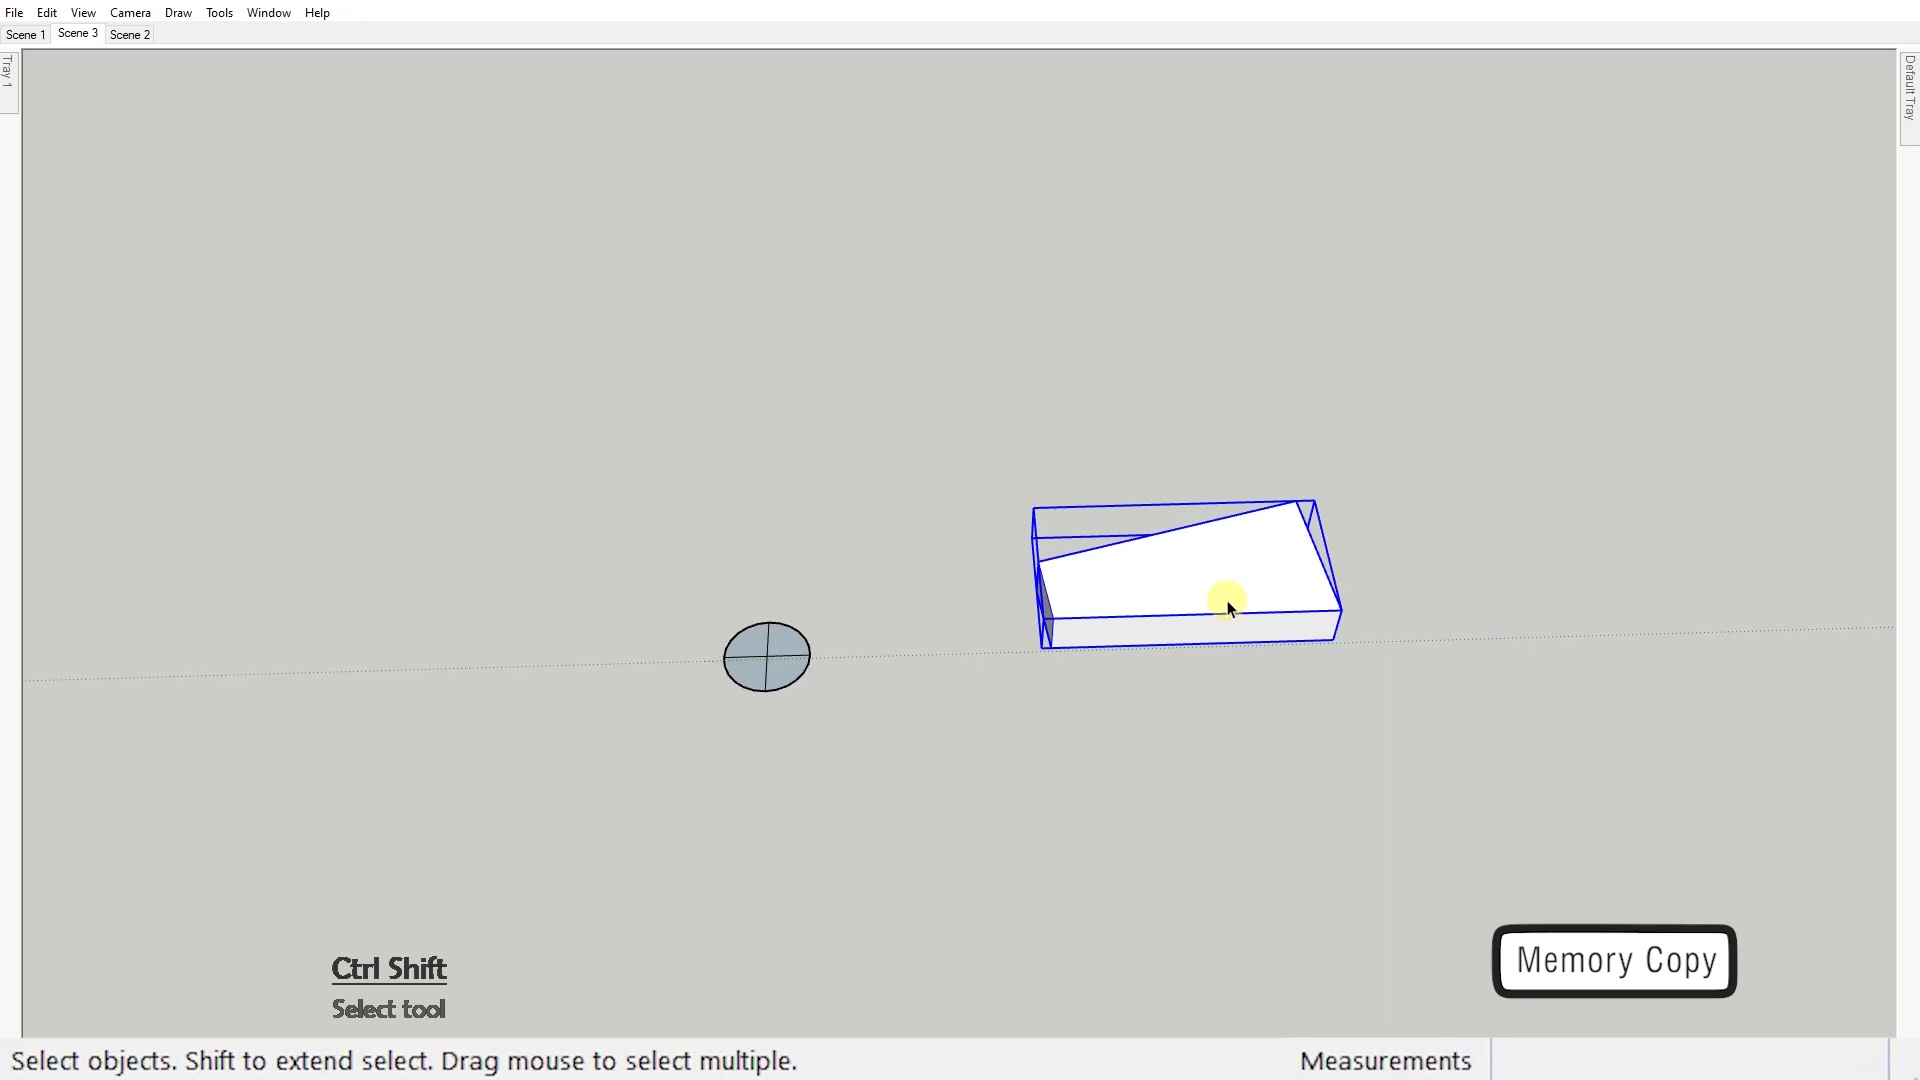 File Edit View Camera Draw Tools Window Help
Scene 1 Scene 3 Scene 2
Tray 1
Default Tray
Memory Copy
Ctrl Shift
Select tool
Select objects. Shift to extend select. Drag mouse to select multiple.
Measurements